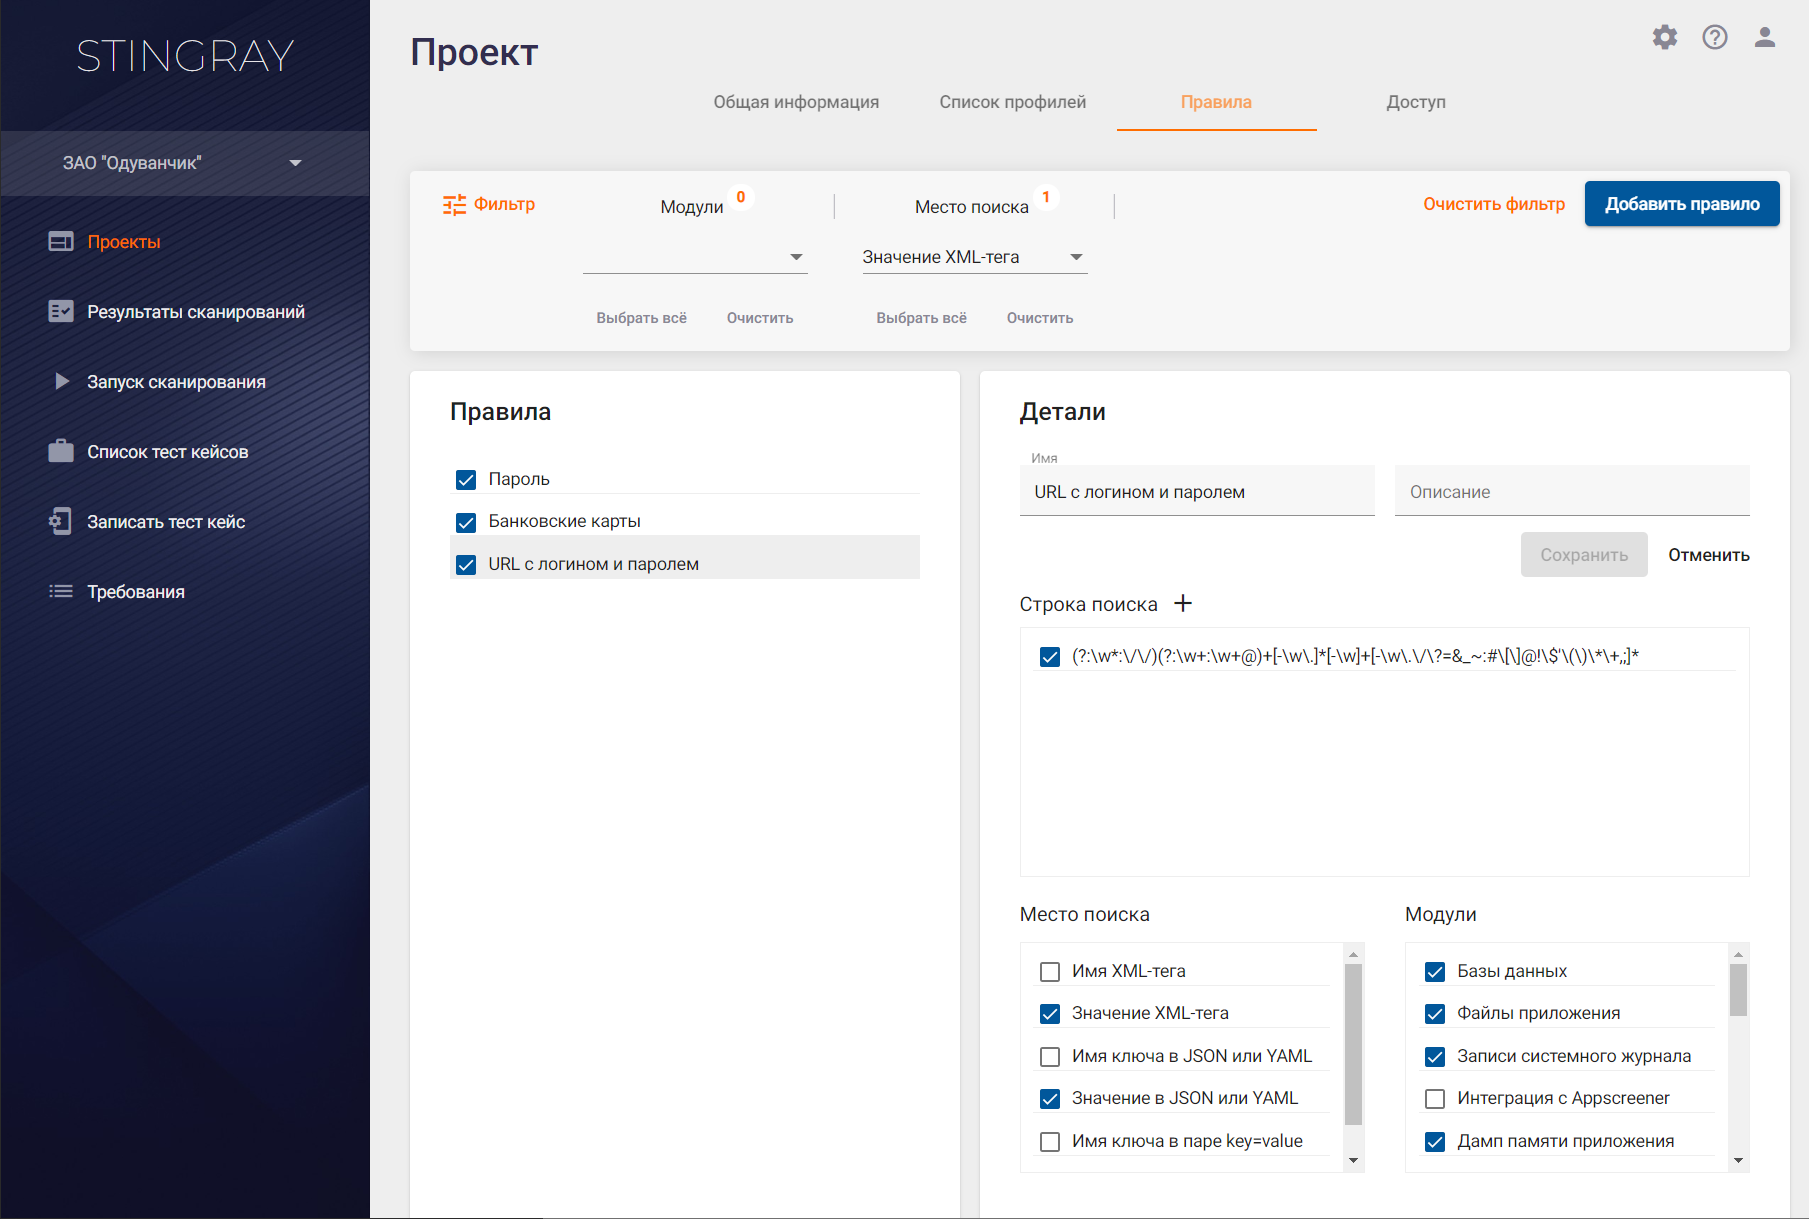 STINGRAY
ЗАО "Одуванчик"
Проекты
Результаты сканирований
Запуск сканирования
Список тест кейсов
Записать тест кейс
Требования
Проект
Общая информация
Список профилей
Правила
Доступ
Фильтр
Модули 0
Место поиска 1
Очистить фильтр
Добавить правило
Значение XML-тега
Выбрать всё
Очистить
Выбрать всё
Очистить
Правила
Пароль
Банковские карты
URL с логином и паролем
Детали
Имя
URL с логином и паролем
Описание
Сохранить
Отменить
Строка поиска
(?:\w*:\/\/)(?:\w+:\w+@)+[-\w\.]*[-\w]+[-\w\.\/\?=&_~:#\[\]@!\$'\(\)\*\+,;]*
Место поиска
Имя XML-тега
Значение XML-тега
Имя ключа в JSON или YAML
Значение в JSON или YAML
Имя ключа в паре key=value
Модули
Базы данных
Файлы приложения
Записи системного журнала
Интеграция с Appscreener
Дамп памяти приложения